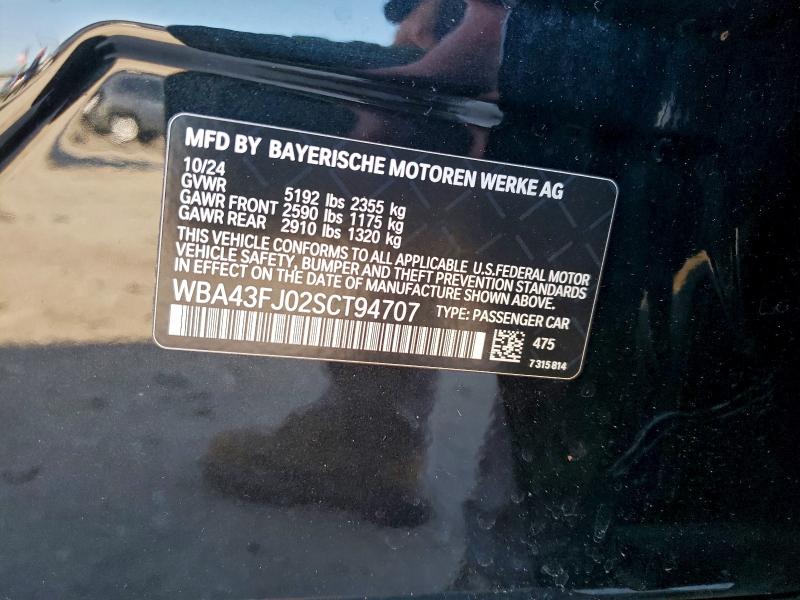 MFD BY BAYERISCHE MOTOREN WERKE AG
10/24
GVWR 5192 lbs 2355 kg
GAWR FRONT 2590 lbs 1175 kg
GAWR REAR 2910 lbs 1320 kg
THIS VEHICLE CONFORMS TO ALL APPLICABLE U.S.FEDERAL MOTOR
VEHICLE SAFETY, BUMPER AND THEFT PREVENTION STANDARDS
IN EFFECT ON THE DATE OF MANUFACTURE SHOWN ABOVE.
WBA43FJ02SCT94707 TYPE: PASSENGER CAR
475
7315814